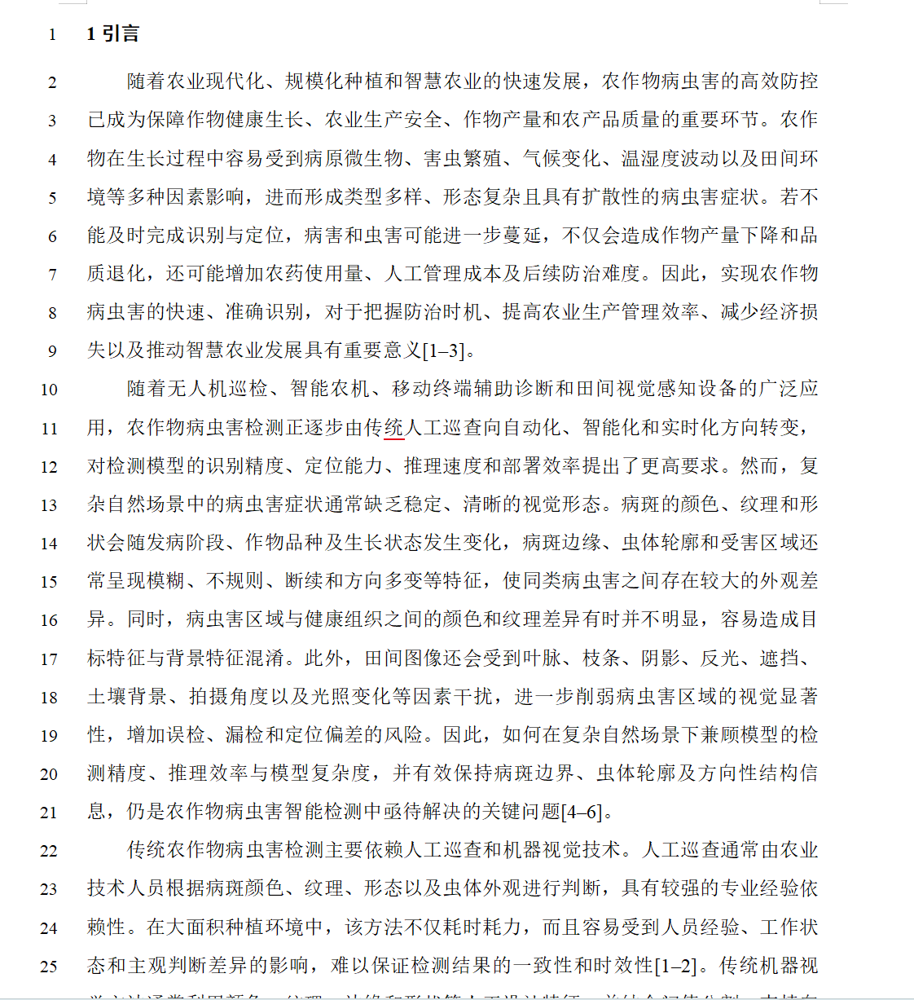 1 1 引言
2 随着农业现代化、规模化种植和智慧农业的快速发展，农作物病虫害的高效防控
3 已成为保障作物健康生长、农业生产安全、作物产量和农产品质量的重要环节。农作
4 物在生长过程中容易受到病原微生物、害虫繁殖、气候变化、温湿度波动以及田间环
5 境等多种因素影响，进而形成类型多样、形态复杂且具有扩散性的病虫害症状。若不
6 能及时完成识别与定位，病害和虫害可能进一步蔓延，不仅会造成作物产量下降和品
7 质退化，还可能增加农药使用量、人工管理成本及后续防治难度。因此，实现农作物
8 病虫害的快速、准确识别，对于把握防治时机、提高农业生产管理效率、减少经济损
9 失以及推动智慧农业发展具有重要意义[1–3]。
10 随着无人机巡检、智能农机、移动终端辅助诊断和田间视觉感知设备的广泛应
11 用，农作物病虫害检测正逐步由传统人工巡查向自动化、智能化和实时化方向转变，
12 对检测模型的识别精度、定位能力、推理速度和部署效率提出了更高要求。然而，复
13 杂自然场景中的病虫害症状通常缺乏稳定、清晰的视觉形态。病斑的颜色、纹理和形
14 状会随发病阶段、作物品种及生长状态发生变化，病斑边缘、虫体轮廓和受害区域还
15 常呈现模糊、不规则、断续和方向多变等特征，使同类病虫害之间存在较大的外观差
16 异。同时，病虫害区域与健康组织之间的颜色和纹理差异有时并不明显，容易造成目
17 标特征与背景特征混淆。此外，田间图像还会受到叶脉、枝条、阴影、反光、遮挡、
18 土壤背景、拍摄角度以及光照变化等因素干扰，进一步削弱病虫害区域的视觉显著
19 性，增加误检、漏检和定位偏差的风险。因此，如何在复杂自然场景下兼顾模型的检
20 测精度、推理效率与模型复杂度，并有效保持病斑边界、虫体轮廓及方向性结构信
21 息，仍是农作物病虫害智能检测中亟待解决的关键问题[4–6]。
22 传统农作物病虫害检测主要依赖人工巡查和机器视觉技术。人工巡查通常由农业
23 技术人员根据病斑颜色、纹理、形态以及虫体外观进行判断，具有较强的专业经验依
24 赖性。在大面积种植环境中，该方法不仅耗时耗力，而且容易受到人员经验、工作状
25 态和主观判断差异的影响，难以保证检测结果的一致性和时效性[1–2]。传统机器视